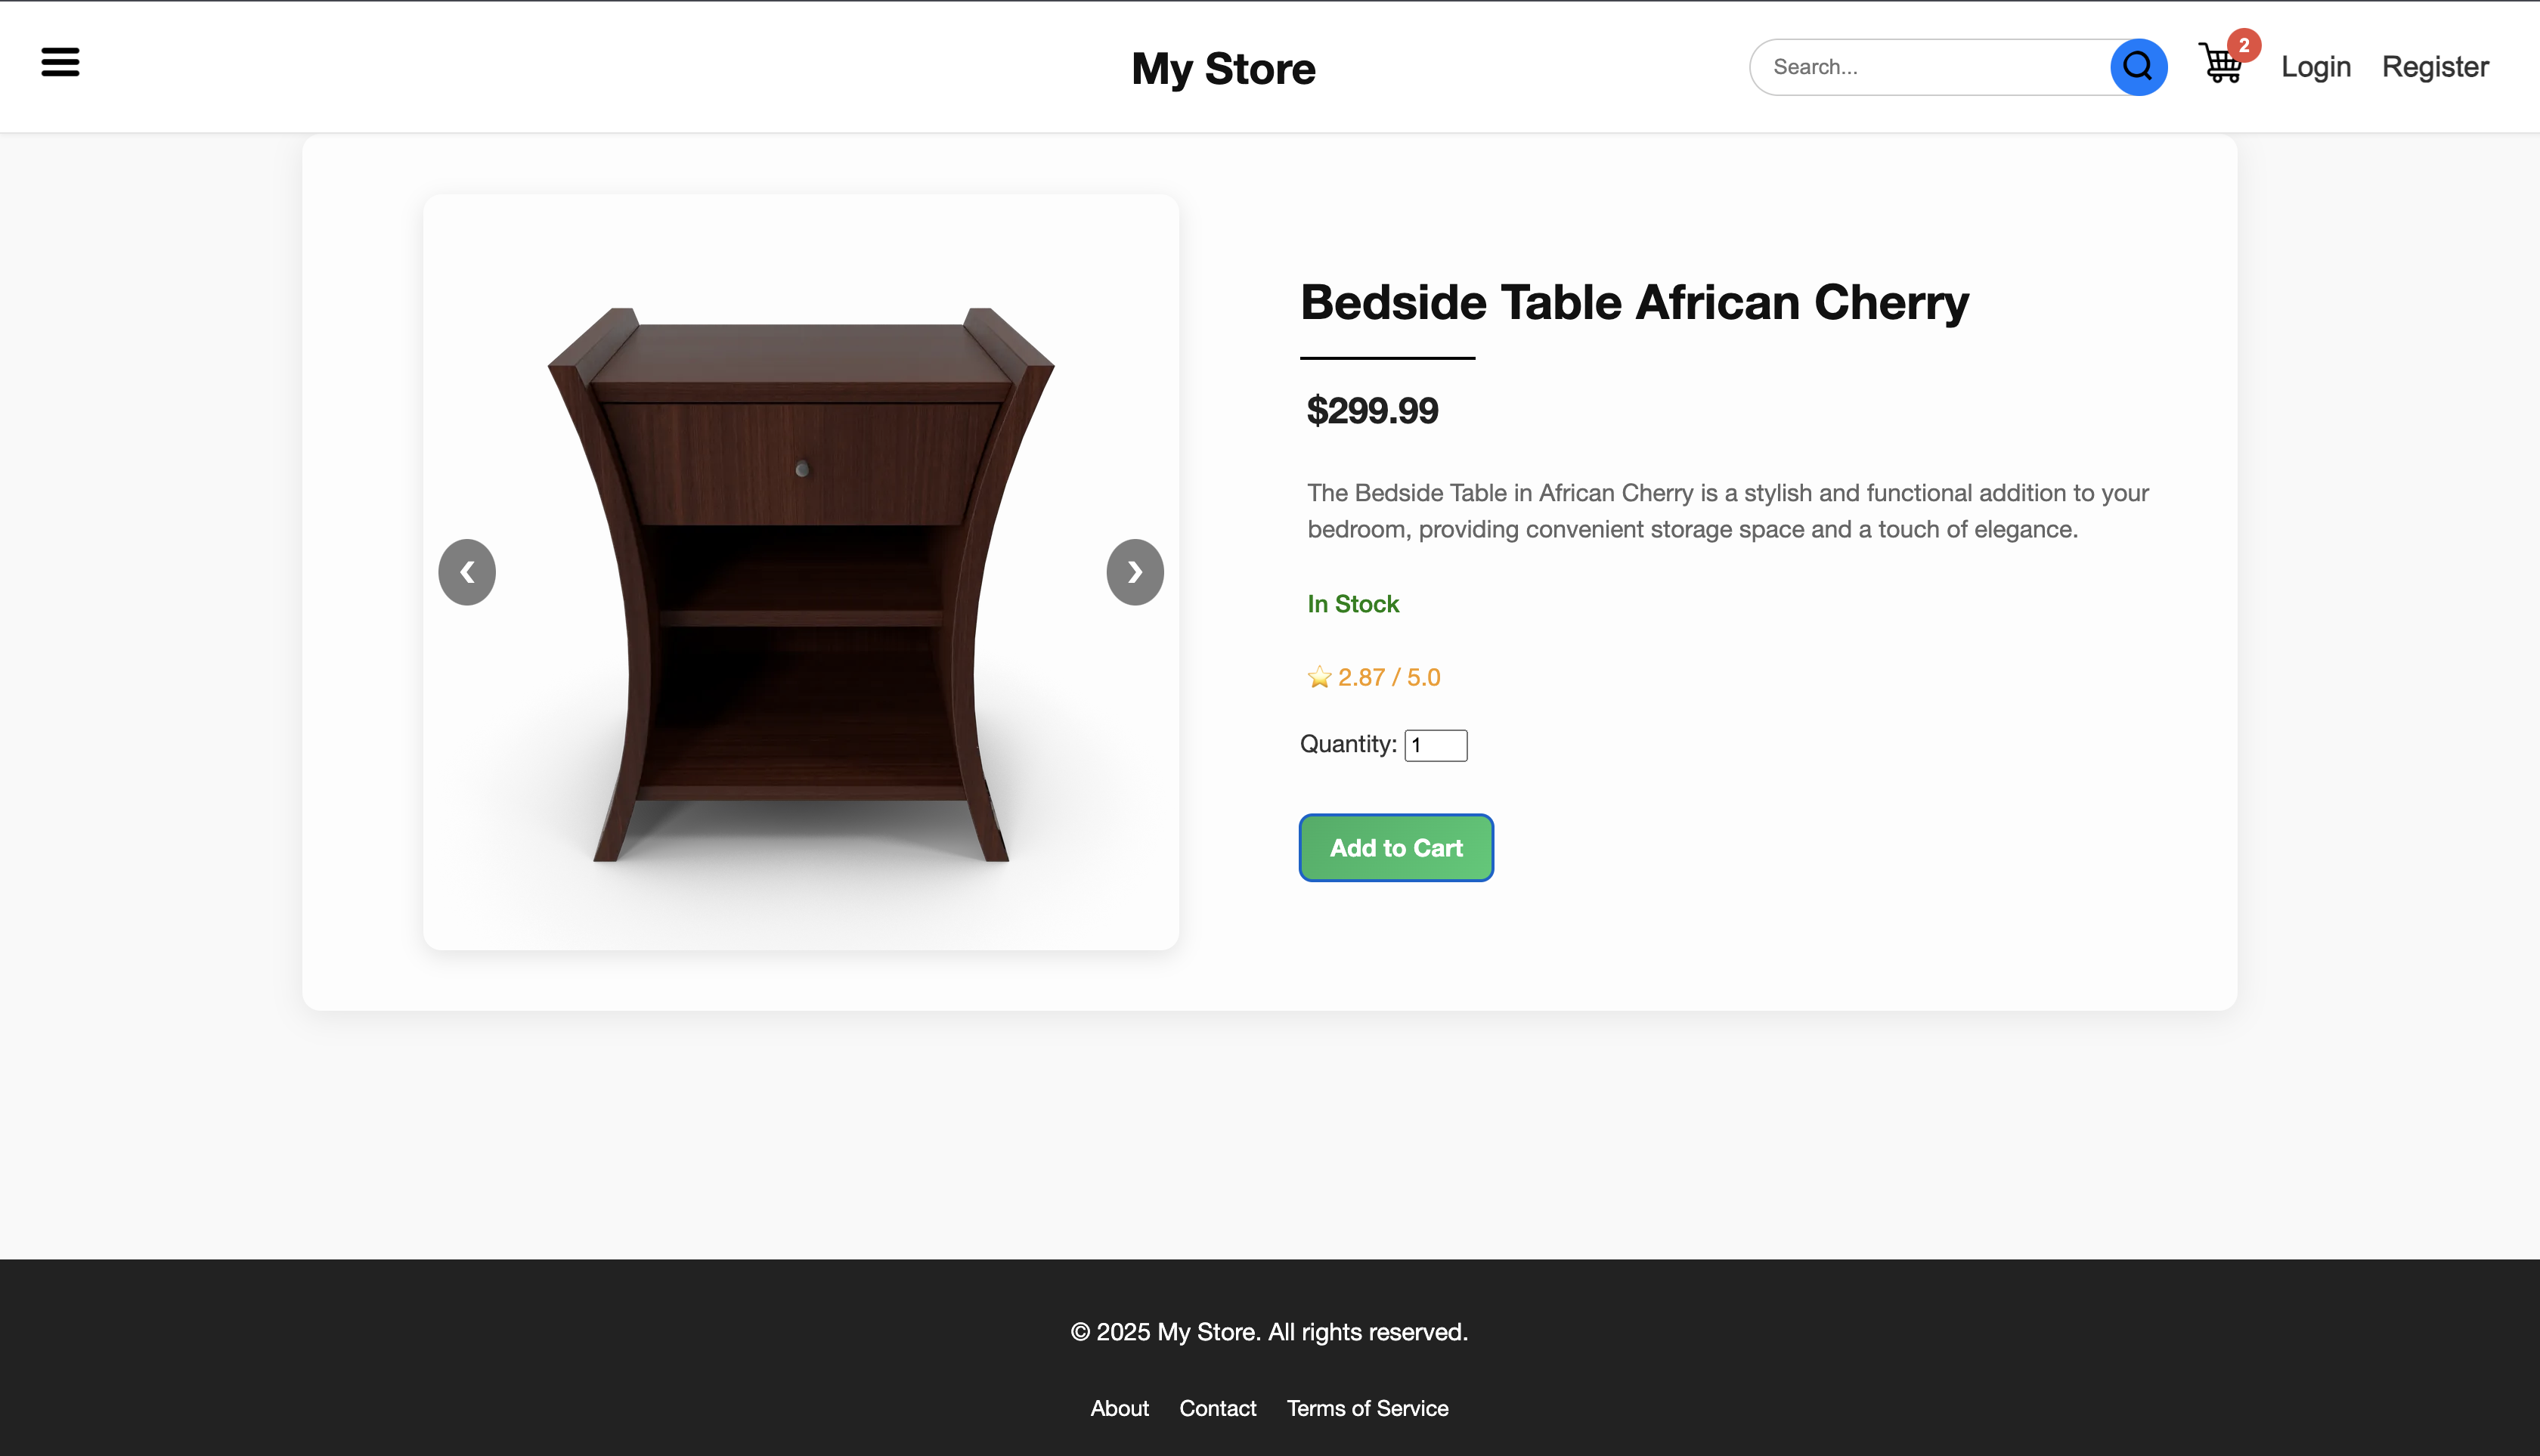 My Store
Search...
2
Login
Register
Bedside Table African Cherry
$299.99
The Bedside Table in African Cherry is a stylish and functional addition to your
bedroom, providing convenient storage space and a touch of elegance.
In Stock
⭐ 2.87 / 5.0
Quantity: 1
Add to Cart
© 2025 My Store. All rights reserved.
About
Contact
Terms of Service